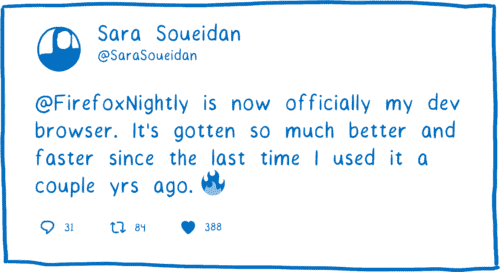 Sara Soueidan
@SaraSoueidan
@FirefoxNightly is now officially my dev
browser. It's gotten so much better and
faster since the last time I used it a
couple yrs ago.
31 84 388